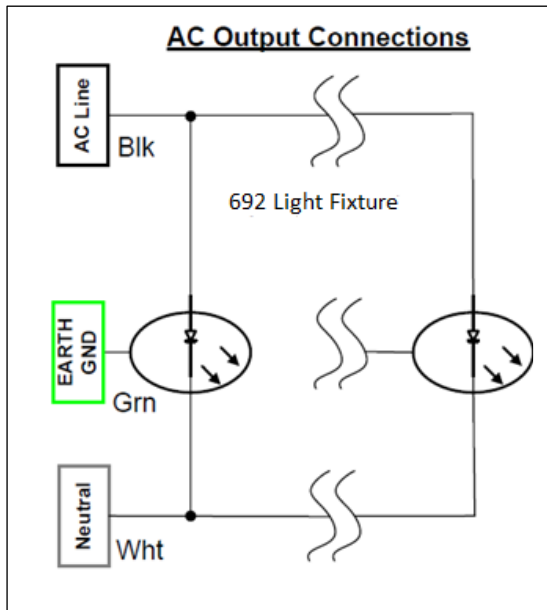 AC Output Connections
AC Line
Blk
692 Light Fixture
EARTH
GND
Grn
Neutral
Wht